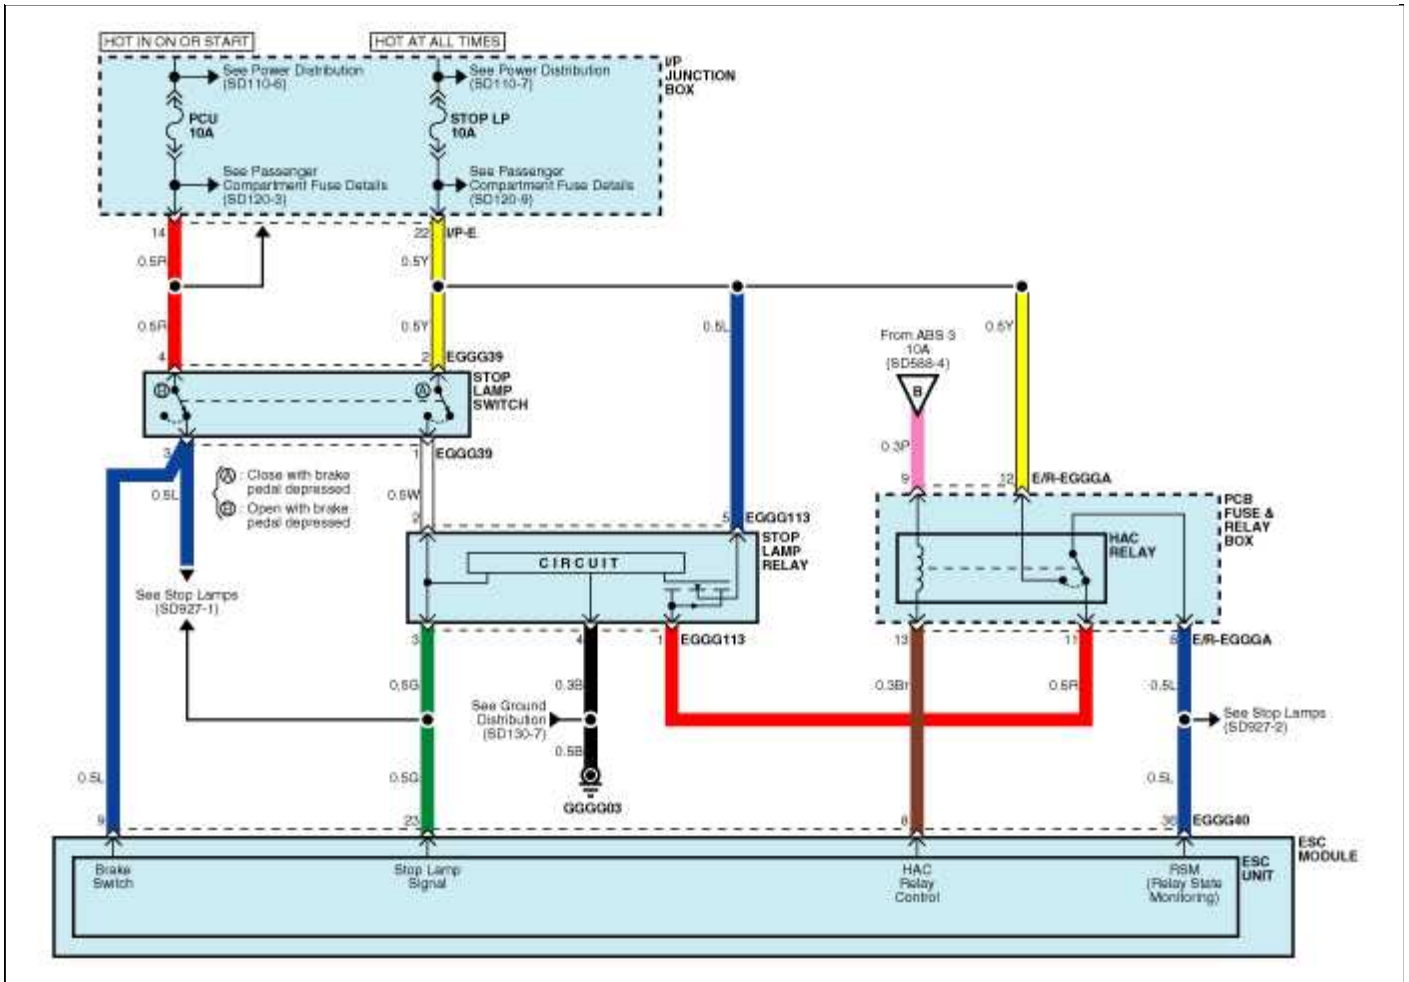 HOT IN ON OR START
HOT AT ALL TIMES
See Power Distribution
(SD110-6)
See Power Distribution
(SD110-7)
I/P
JUNCTION
BOX
PCU
10A
STOP LP
10A
See Passenger
Compartment Fuse Details
(SD120-3)
See Passenger
Compartment Fuse Details
(SD120-9)
14
22
I/P-E
0.5R
0.5Y
0.5R
0.5Y
0.5L
0.5Y
From ABS 3
10A
(SD588-4)
B
4
2
EGGG39
STOP
LAMP
SWITCH
B
A
3
1
EGGG39
0.3P
A : Close with brake
pedal depressed
B : Open with brake
pedal depressed
0.5L
0.5W
9
12
E/R-EGGGA
2
5
EGGG113
STOP
LAMP
RELAY
CIRCUIT
PCB
FUSE &
RELAY
BOX
HAC
RELAY
See Stop Lamps
(SD927-1)
3
4
1
EGGG113
13
11
E/R-EGGGA
0.5G
0.3B
0.3Br
0.5R
0.5L
See Ground
Distribution
(SD130-7)
See Stop Lamps
(SD927-2)
0.5B
0.5L
0.5G
0.5L
GGGG03
9
23
8
EGGG40
ESC
MODULE
ESC
UNIT
Brake
Switch
Stop Lamp
Signal
HAC
Relay
Control
RSM
(Relay State
Monitoring)